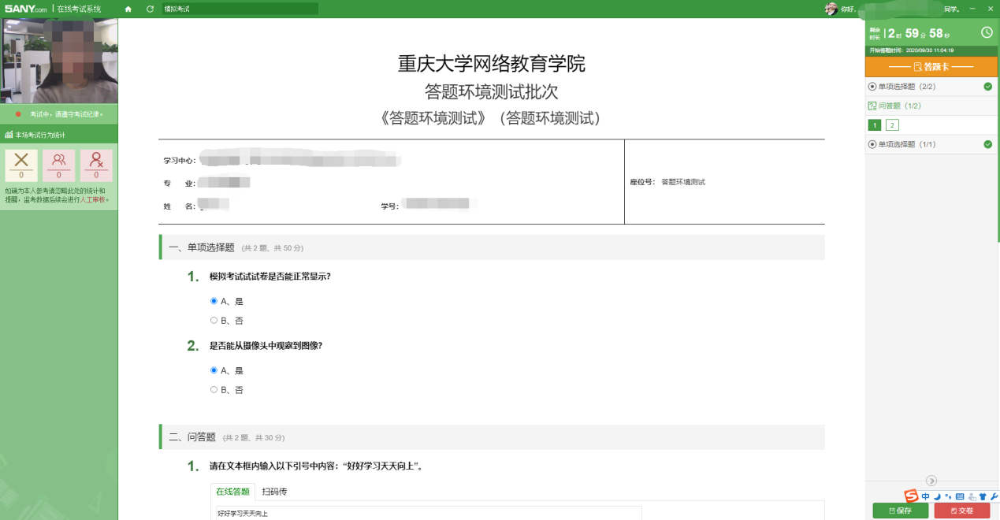 5ANY.com | 在线考试系统
模拟考试
你好,
同学。
剩余时长 2时 59分 58秒
开始答题时间：2020/09/30 11:04:19
答题卡
单项选择题（2/2）
问答题（1/2）
1 2
单项选择题（1/1）
考试中，请遵守考试纪律。
本场考试行为统计
0 0 0
如确为本人参考请忽略此处的统计和
提醒，监考数据后续会进行人工审核。
重庆大学网络教育学院
答题环境测试批次
《答题环境测试》（答题环境测试）
学习中心：
专 业：
姓 名：
学号：
座位号： 答题环境测试
一、单项选择题 (共 2 题、共 50 分)
1. 模拟考试试试卷是否能正常显示?
A、是
B、否
2. 是否能从摄像头中观察到图像?
A、是
B、否
二、问答题 (共 2 题、共 30 分)
1. 请在文本框内输入以下引号中内容：“好好学习天天向上”。
在线答题 扫码传
好好学习天天向上
中
保存 交卷